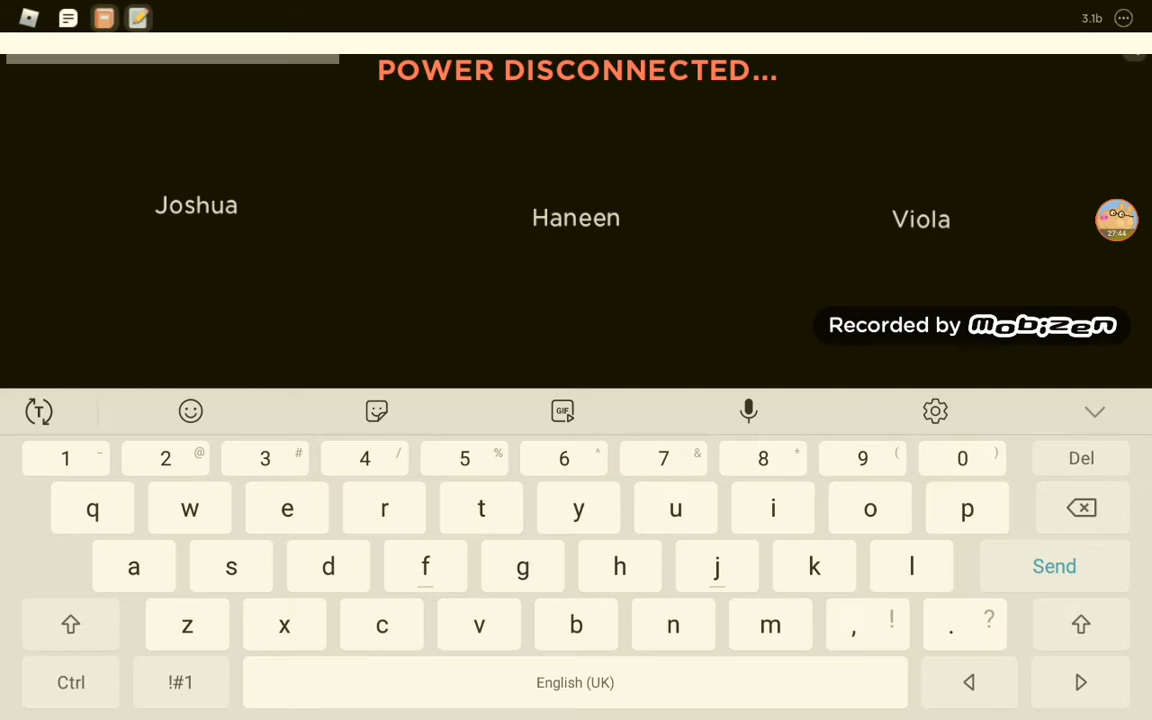 3.1b
POWER DISCONNECTED...
Joshua
Haneen
Viola
27:44
Recorded by mobizen
T
GIF
1 - 2 @ 3 # 4 / 5 % 6 ^ 7 & 8 * 9 ( 0 ) Del
q w e r t y u i o p
a s d f g h j k l Send
z x c v b n m , ! . ?
Ctrl !#1 English (UK)